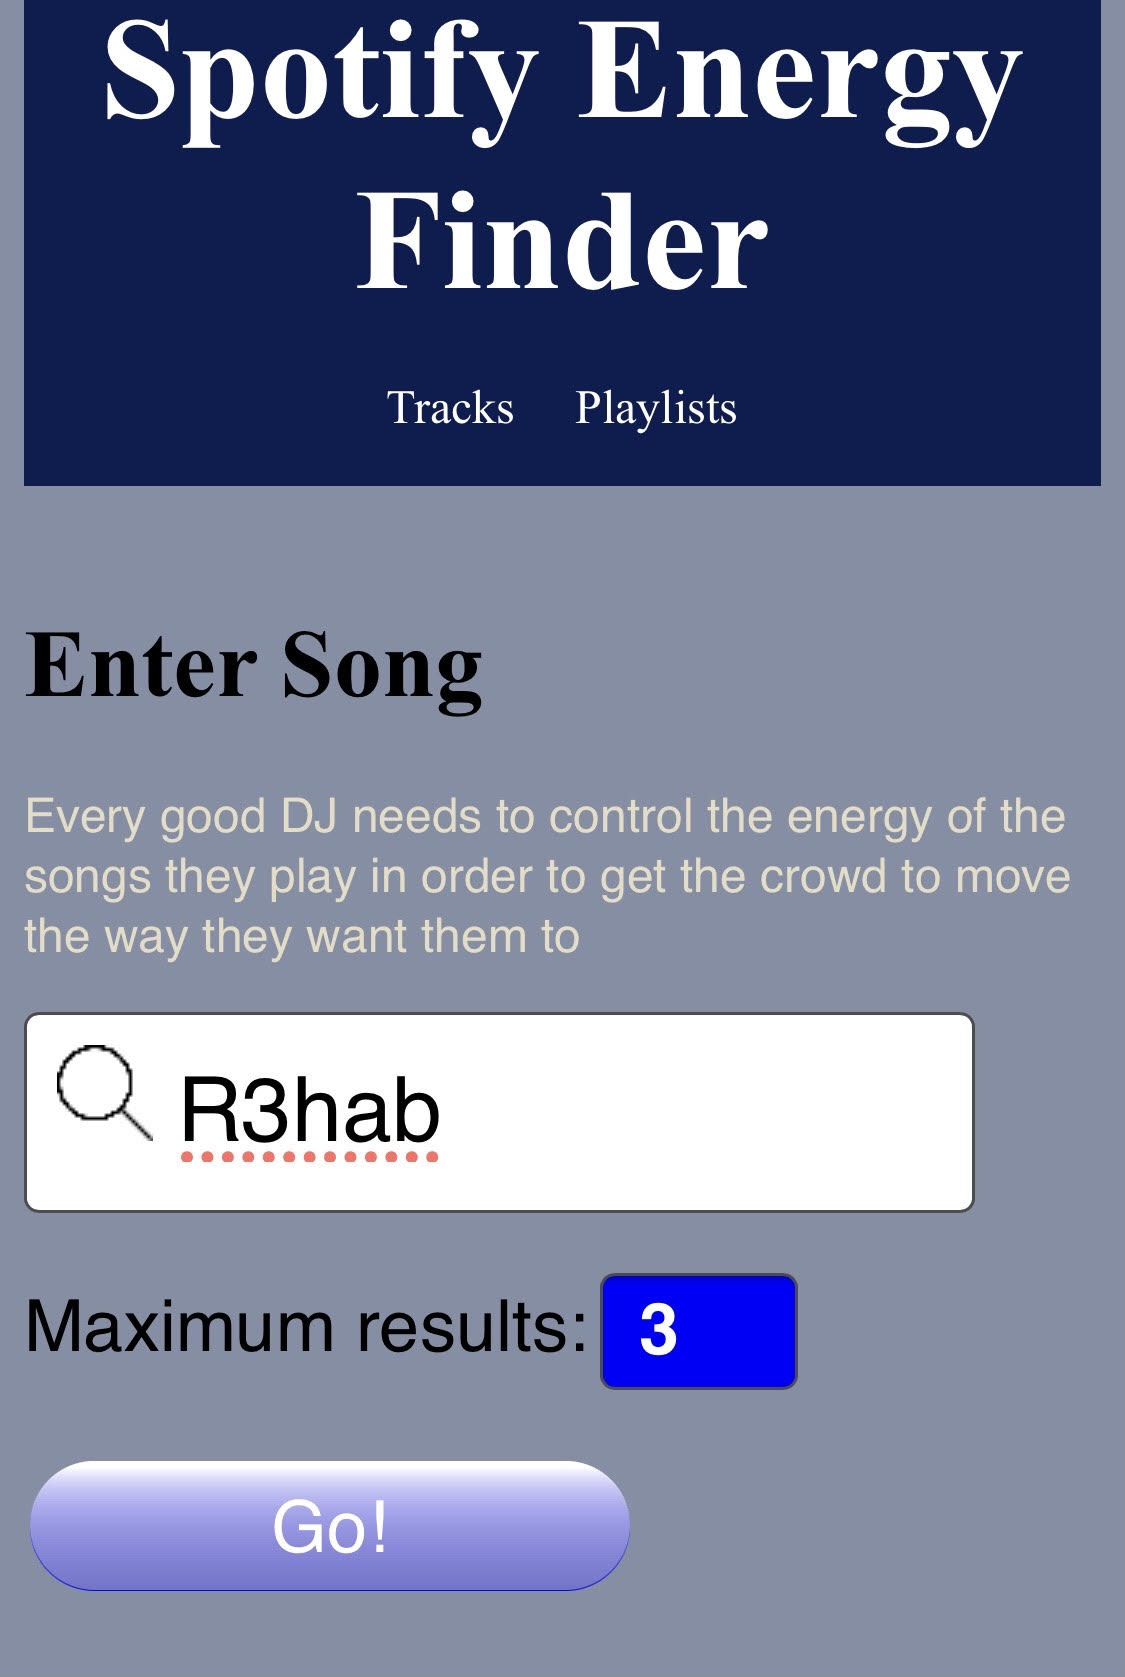 Spotify Energy
Finder
Tracks Playlists
Enter Song
Every good DJ needs to control the energy of the
songs they play in order to get the crowd to move
the way they want them to
R3hab
Maximum results: 3
Go!